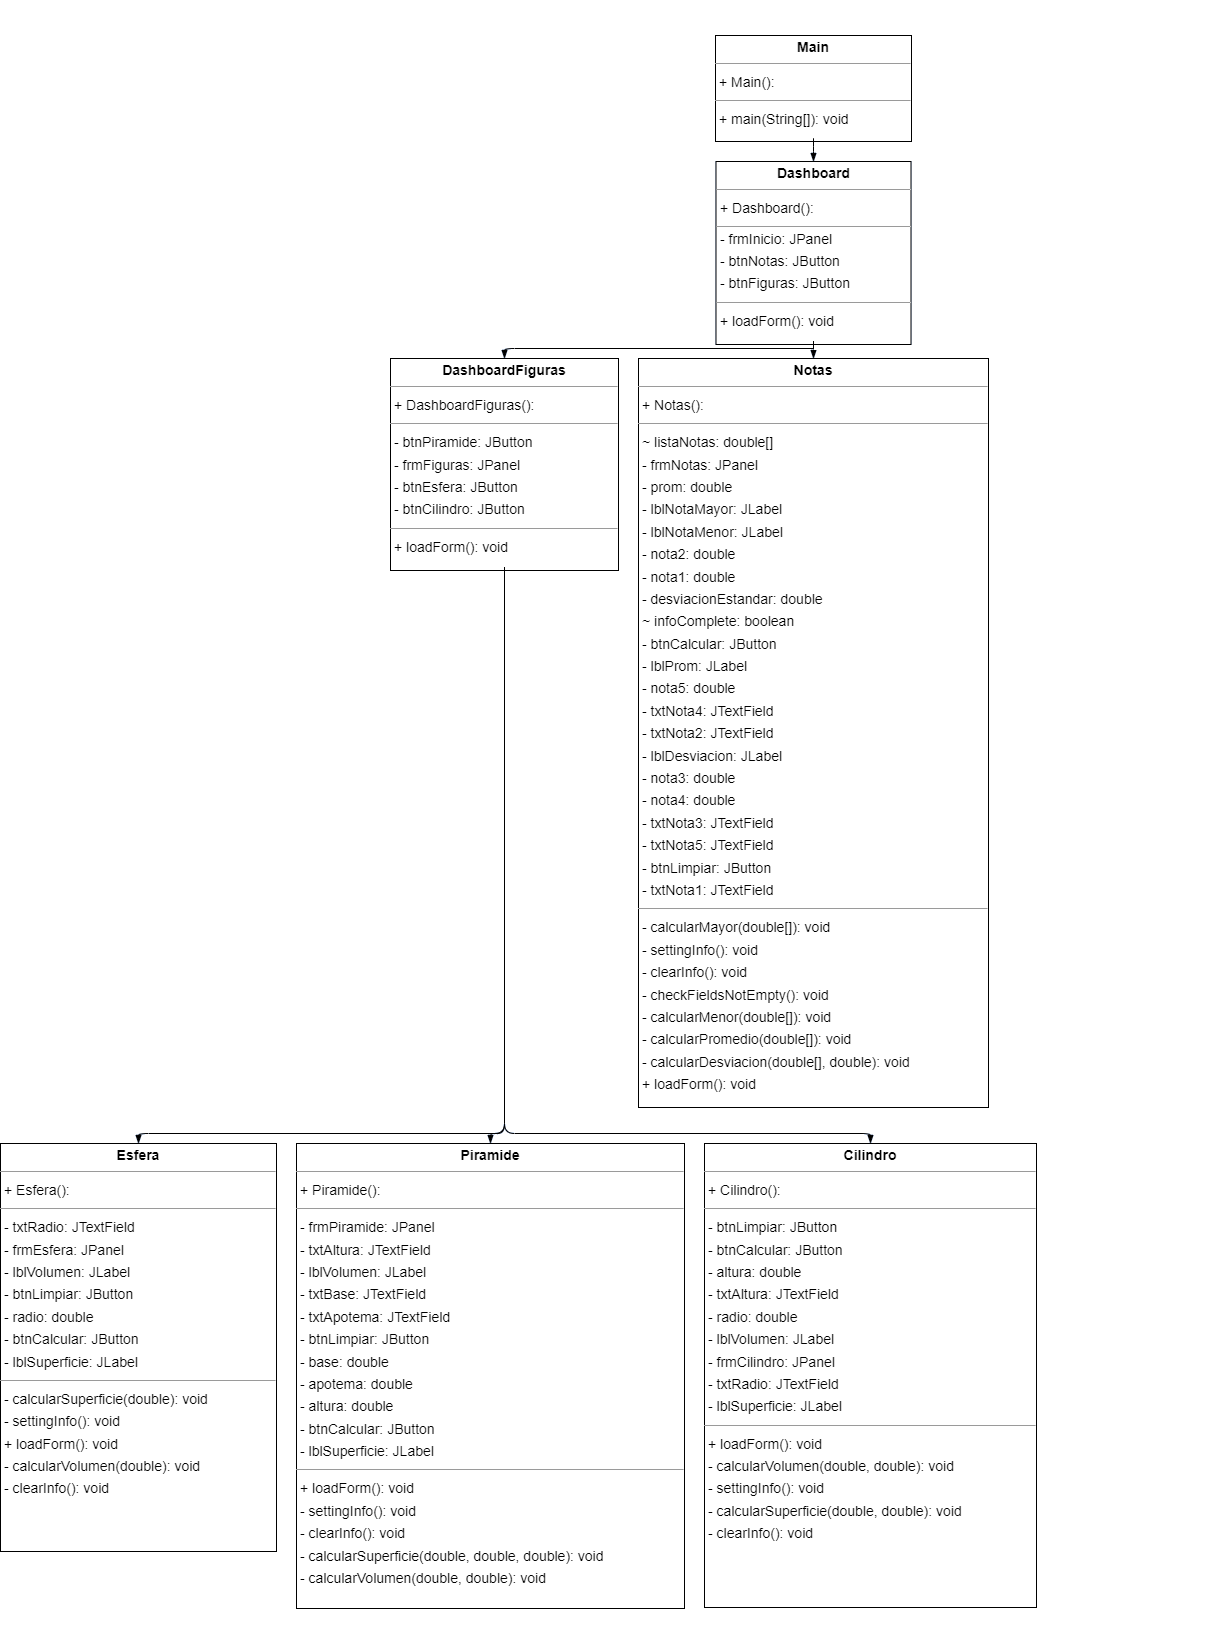 Main
+ Main():
+ main(String[]): void
Dashboard
+ Dashboard():
- frmInicio: JPanel
- btnNotas: JButton
- btnFiguras: JButton
+ loadForm(): void
DashboardFiguras
+ DashboardFiguras():
- btnPiramide: JButton
- frmFiguras: JPanel
- btnEsfera: JButton
- btnCilindro: JButton
+ loadForm(): void
Notas
+ Notas():
~ listaNotas: double[]
- frmNotas: JPanel
- prom: double
- lblNotaMayor: JLabel
- lblNotaMenor: JLabel
- nota2: double
- nota1: double
- desviacionEstandar: double
~ infoComplete: boolean
- btnCalcular: JButton
- lblProm: JLabel
- nota5: double
- txtNota4: JTextField
- txtNota2: JTextField
- lblDesviacion: JLabel
- nota3: double
- nota4: double
- txtNota3: JTextField
- txtNota5: JTextField
- btnLimpiar: JButton
- txtNota1: JTextField
- calcularMayor(double[]): void
- settingInfo(): void
- clearInfo(): void
- checkFieldsNotEmpty(): void
- calcularMenor(double[]): void
- calcularPromedio(double[]): void
- calcularDesviacion(double[], double): void
+ loadForm(): void
Esfera
+ Esfera():
- txtRadio: JTextField
- frmEsfera: JPanel
- lblVolumen: JLabel
- btnLimpiar: JButton
- radio: double
- btnCalcular: JButton
- lblSuperficie: JLabel
- calcularSuperficie(double): void
- settingInfo(): void
+ loadForm(): void
- calcularVolumen(double): void
- clearInfo(): void
Piramide
+ Piramide():
- frmPiramide: JPanel
- txtAltura: JTextField
- lblVolumen: JLabel
- txtBase: JTextField
- txtApotema: JTextField
- btnLimpiar: JButton
- base: double
- apotema: double
- altura: double
- btnCalcular: JButton
- lblSuperficie: JLabel
+ loadForm(): void
- settingInfo(): void
- clearInfo(): void
- calcularSuperficie(double, double, double): void
- calcularVolumen(double, double): void
Cilindro
+ Cilindro():
- btnLimpiar: JButton
- btnCalcular: JButton
- altura: double
- txtAltura: JTextField
- radio: double
- lblVolumen: JLabel
- frmCilindro: JPanel
- txtRadio: JTextField
- lblSuperficie: JLabel
+ loadForm(): void
- calcularVolumen(double, double): void
- settingInfo(): void
- calcularSuperficie(double, double): void
- clearInfo(): void